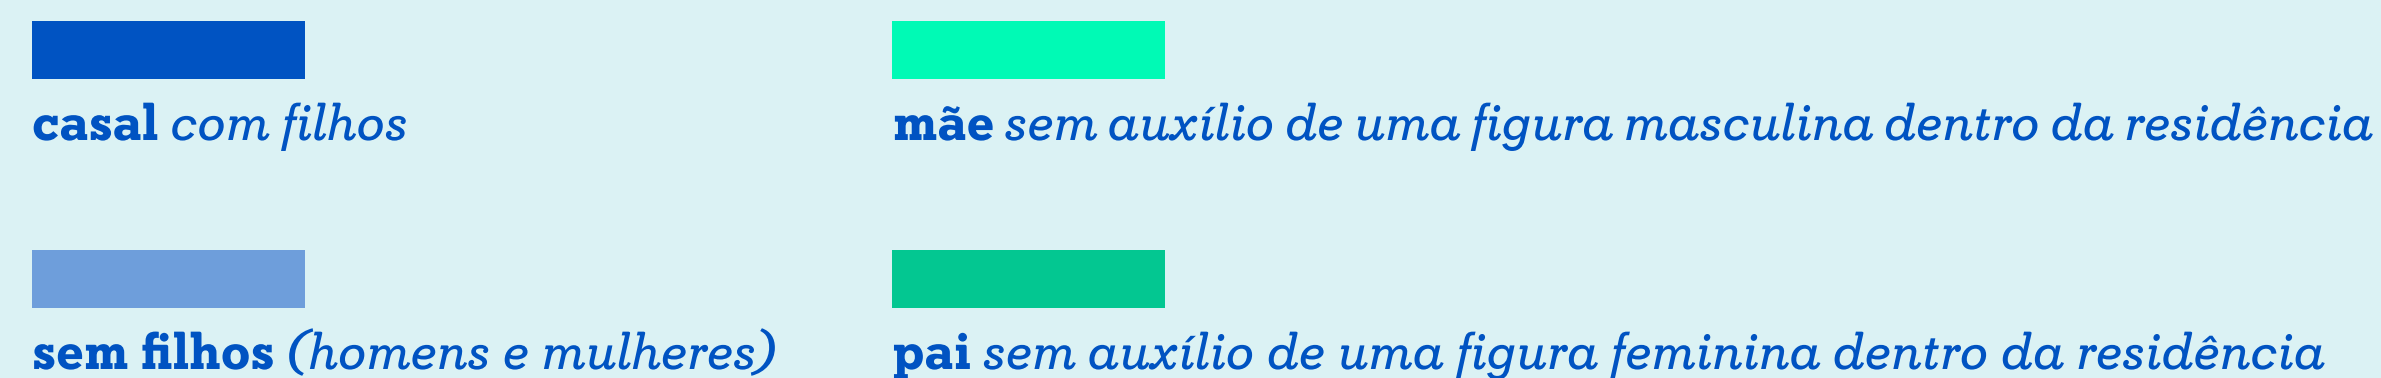 casal com filhos
mãe sem auxílio de uma figura masculina dentro da residência
sem filhos (homens e mulheres)
pai sem auxílio de uma figura feminina dentro da residência